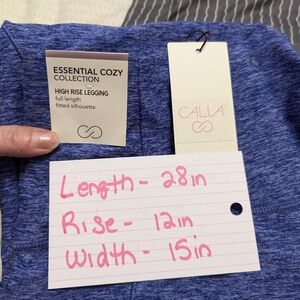 ESSENTIAL COZY
COLLECTION
HIGH RISE LEGGING
full length
fitted silhouette
CALIA
Length - 28in
Rise - 12in
Width - 15in